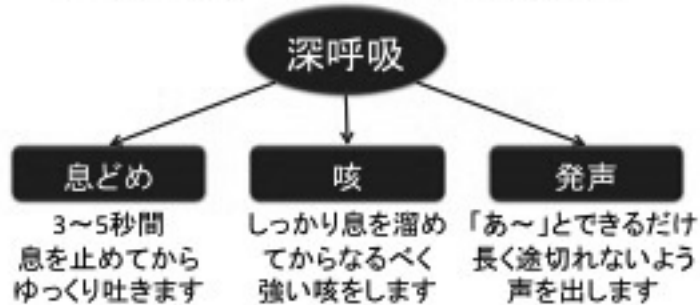 深呼吸
息どめ
3～5秒間
息を止めてから
ゆっくり吐きます
咳
しっかり息を溜め
てからなるべく
強い咳をします
発声
「あ～」とできるだけ
長く途切れないよう
声を出します